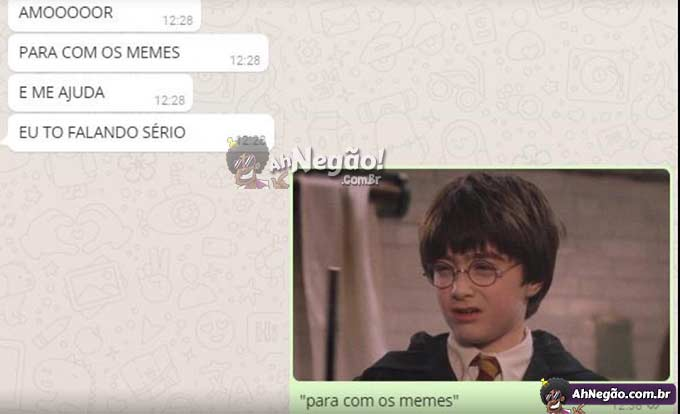 AMOOOOOR
12:28
PARA COM OS MEMES
12:28
E ME AJUDA
12:28
EU TO FALANDO SÉRIO
12:28
AhNegão!
.com.Br
"para com os memes"
AhNegão.com.br